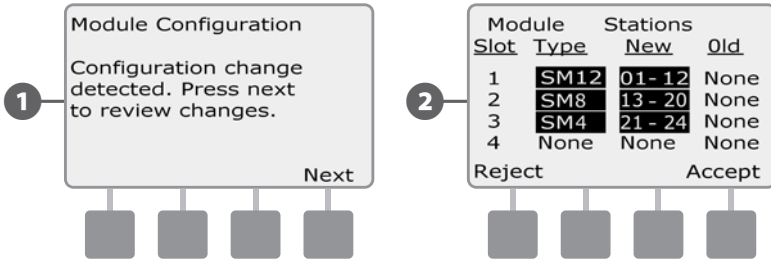 1
Module Configuration
Configuration change
detected. Press next
to review changes.
Next
2
Module Stations
Slot Type New Old
1 SM12 01-12 None
2 SM8 13-20 None
3 SM4 21-24 None
4 None None None
Reject Accept